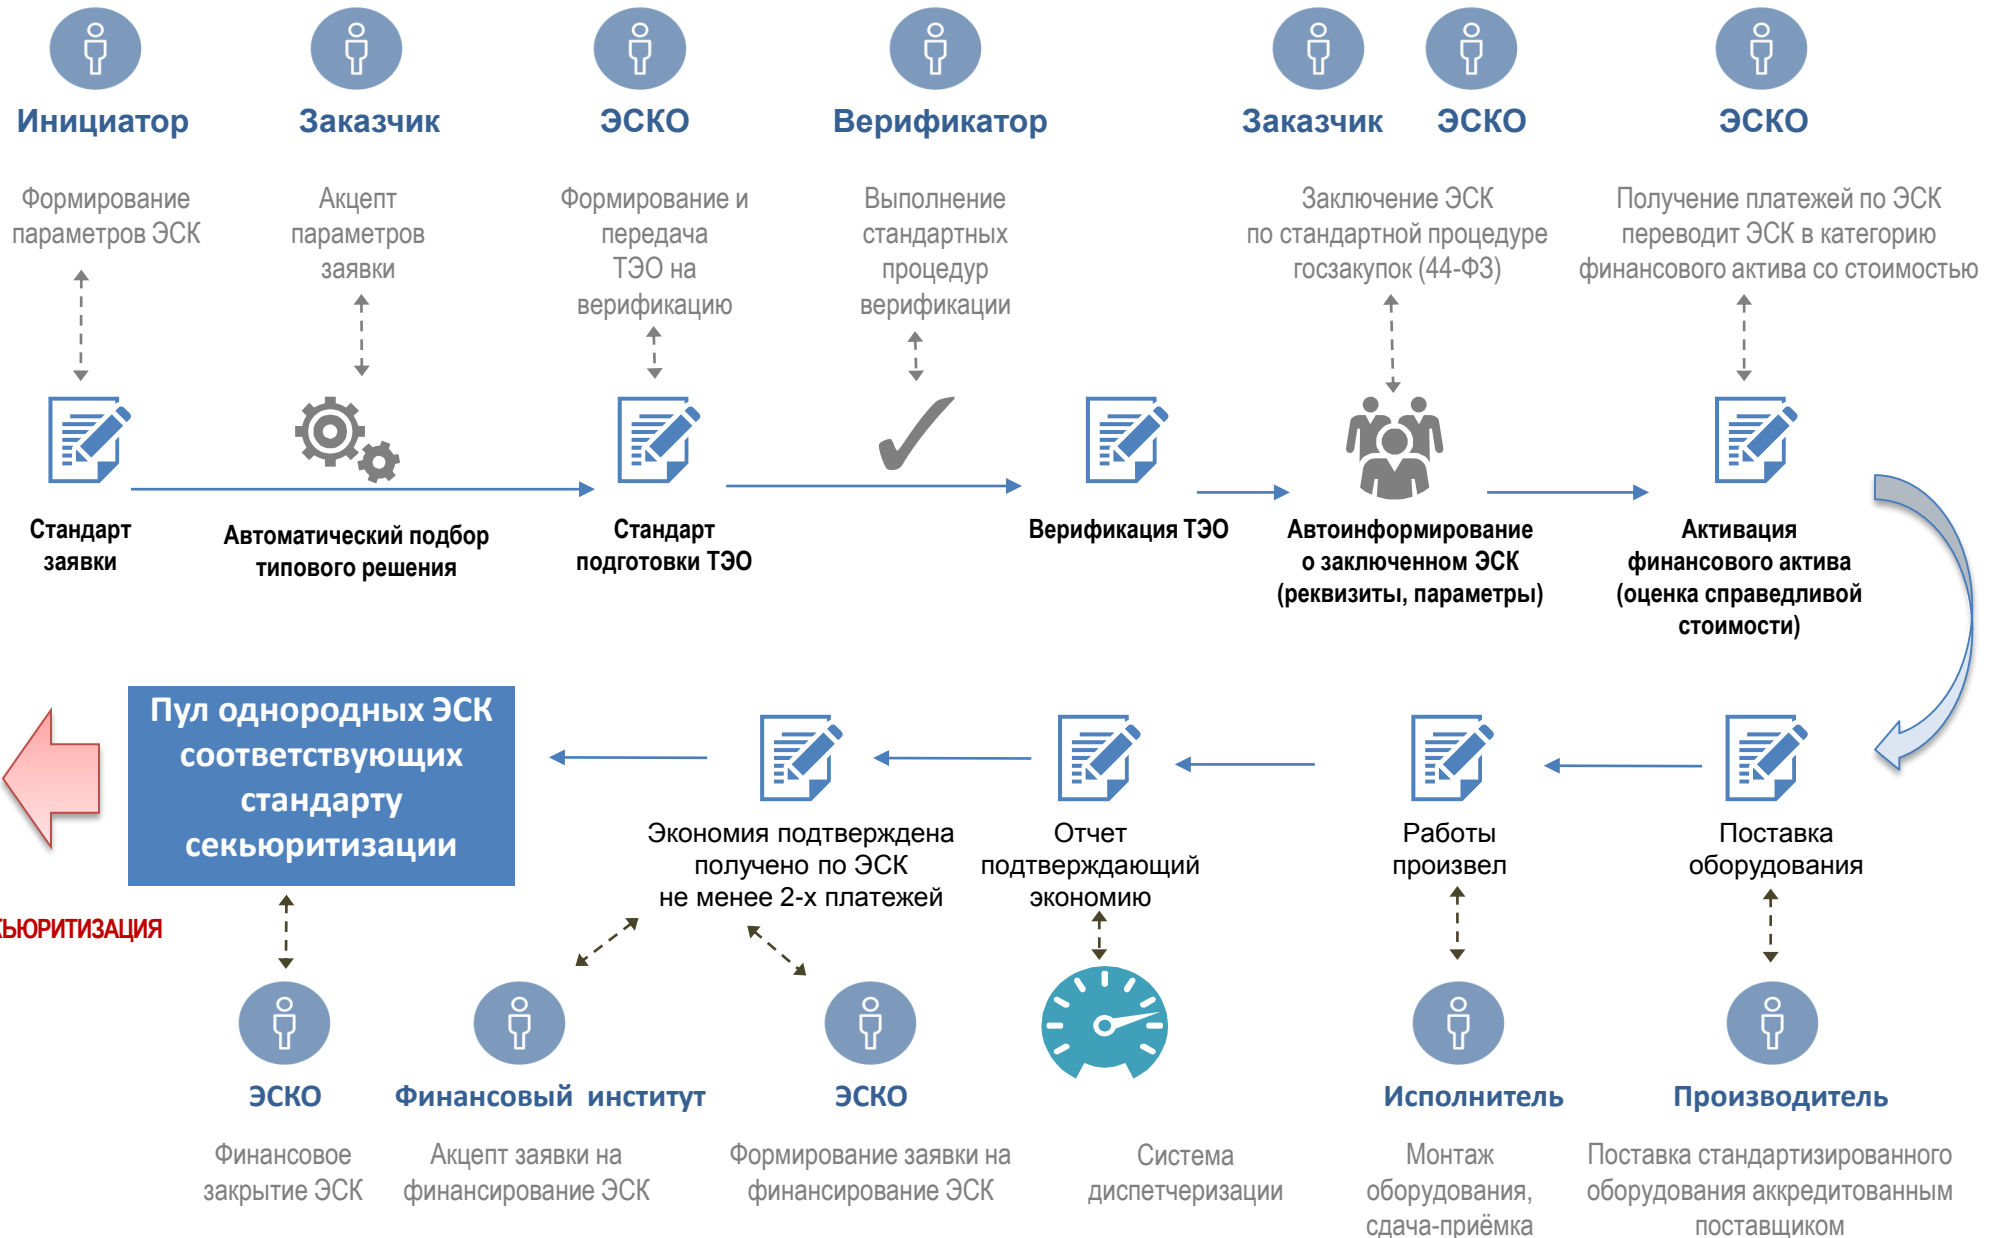 Инициатор
Заказчик
ЭСКО
Верификатор
Заказчик
ЭСКО
ЭСКО
Формирование
параметров ЭСК
Акцепт
параметров
заявки
Формирование и
передача
ТЭО на
верификацию
Выполнение
стандартных
процедур
верификации
Заключение ЭСК
по стандартной процедуре
госзакупок (44-ФЗ)
Получение платежей по ЭСК
переводит ЭСК в категорию
финансового актива со стоимостью
Стандарт
заявки
Автоматический подбор
типового решения
Стандарт
подготовки ТЭО
Верификация ТЭО
Автоинформирование
о заключенном ЭСК
(реквизиты, параметры)
Активация
финансового актива
(оценка справедливой
стоимости)
Пул однородных ЭСК
соответствующих
стандарту
секьюритизации
Экономия подтверждена
получено по ЭСК
не менее 2-х платежей
Отчет
подтверждающий
экономию
Работы
произвел
Поставка
оборудования
КЬЮРИТИЗАЦИЯ
ЭСКО
Финансовый институт
ЭСКО
Исполнитель
Производитель
Финансовое
закрытие ЭСК
Акцепт заявки на
финансирование ЭСК
Формирование заявки на
финансирование ЭСК
Система
диспетчеризации
Монтаж
оборудования,
сдача-приёмка
Поставка стандартизированного
оборудования аккредитованным
поставщиком